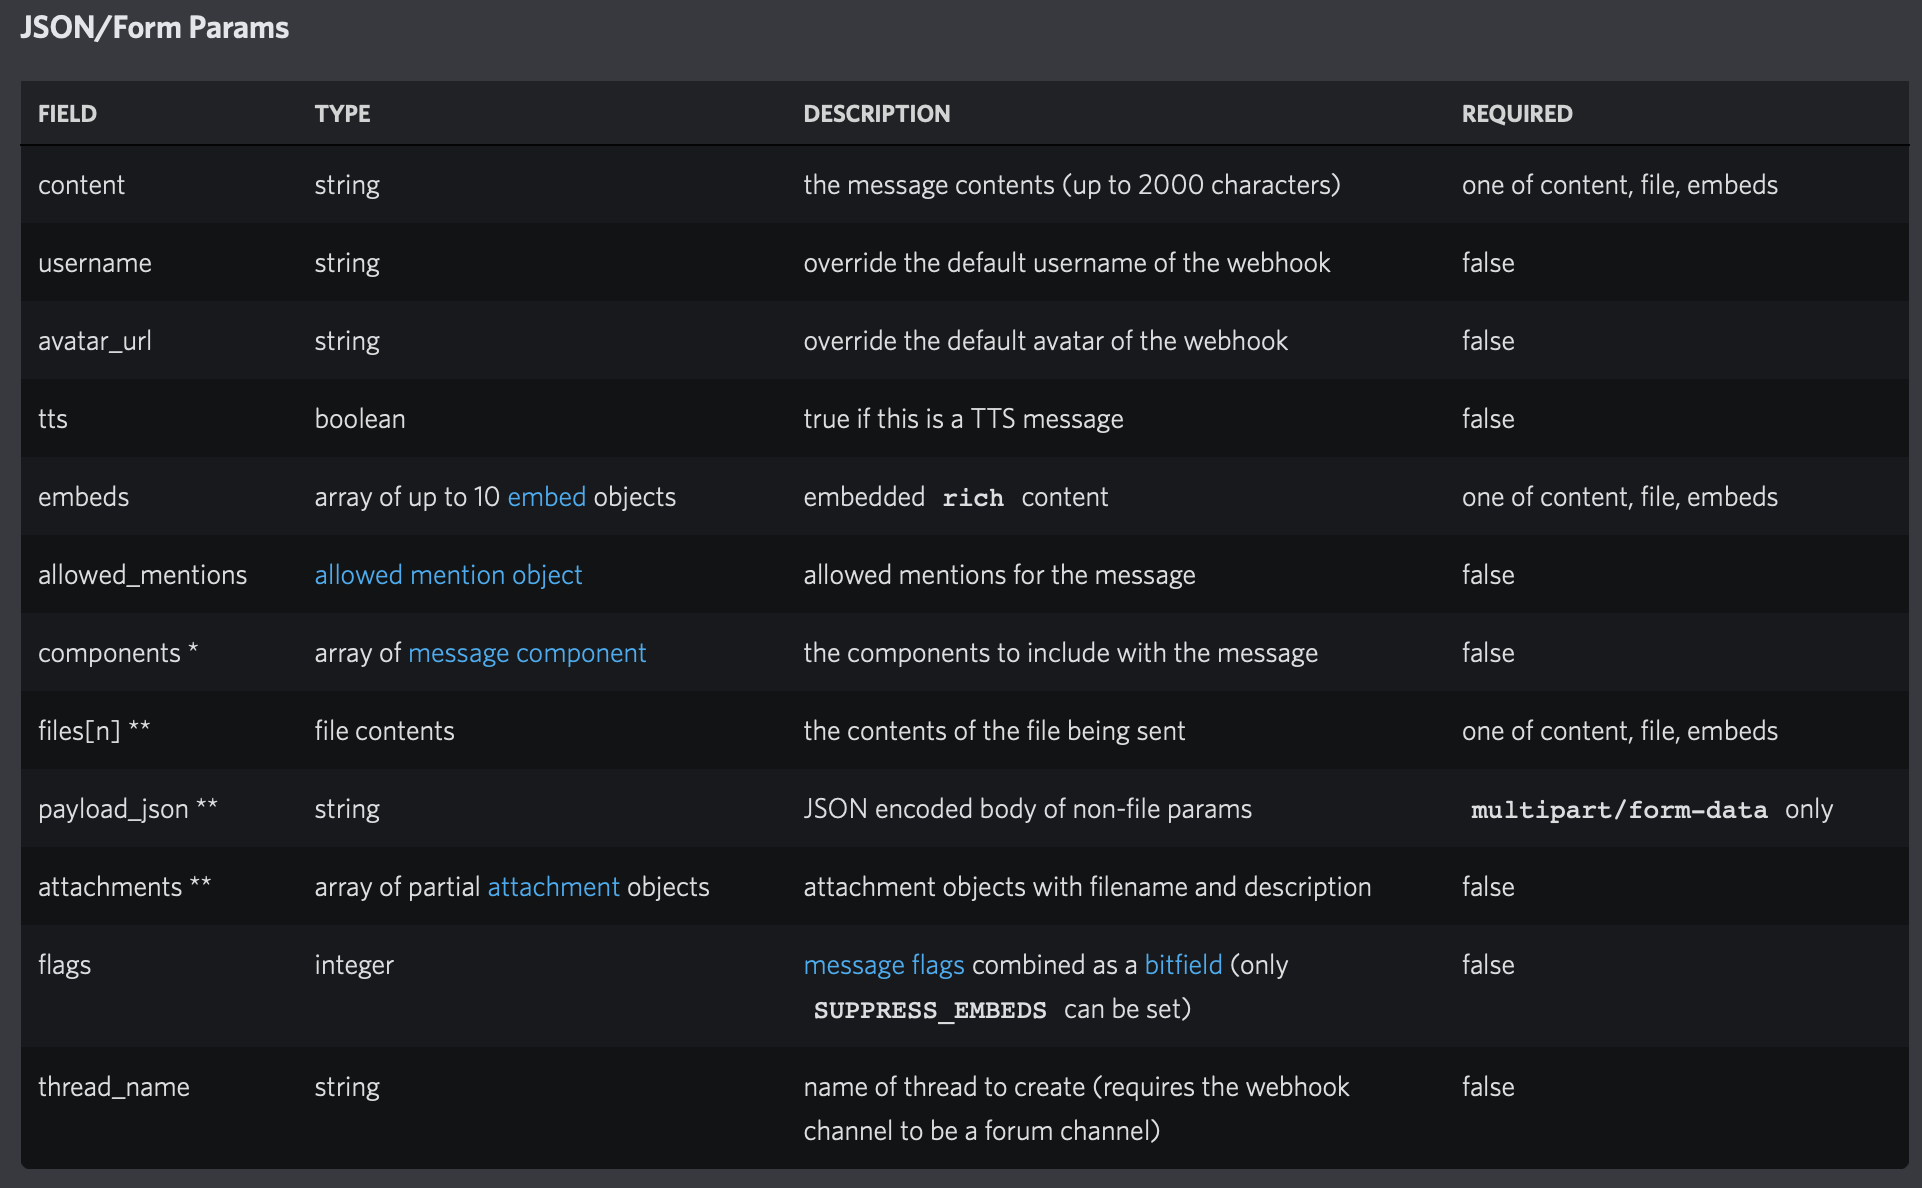 JSON/Form Params
FIELD TYPE DESCRIPTION REQUIRED
content string the message contents (up to 2000 characters) one of content, file, embeds
username string override the default username of the webhook false
avatar_url string override the default avatar of the webhook false
tts boolean true if this is a TTS message false
embeds array of up to 10 embed objects embedded rich content one of content, file, embeds
allowed_mentions allowed mention object allowed mentions for the message false
components * array of message component the components to include with the message false
files[n] ** file contents the contents of the file being sent one of content, file, embeds
payload_json ** string JSON encoded body of non-file params multipart/form-data only
attachments ** array of partial attachment objects attachment objects with filename and description false
flags integer message flags combined as a bitfield (only false
SUPPRESS_EMBEDS can be set)
thread_name string name of thread to create (requires the webhook false
channel to be a forum channel)